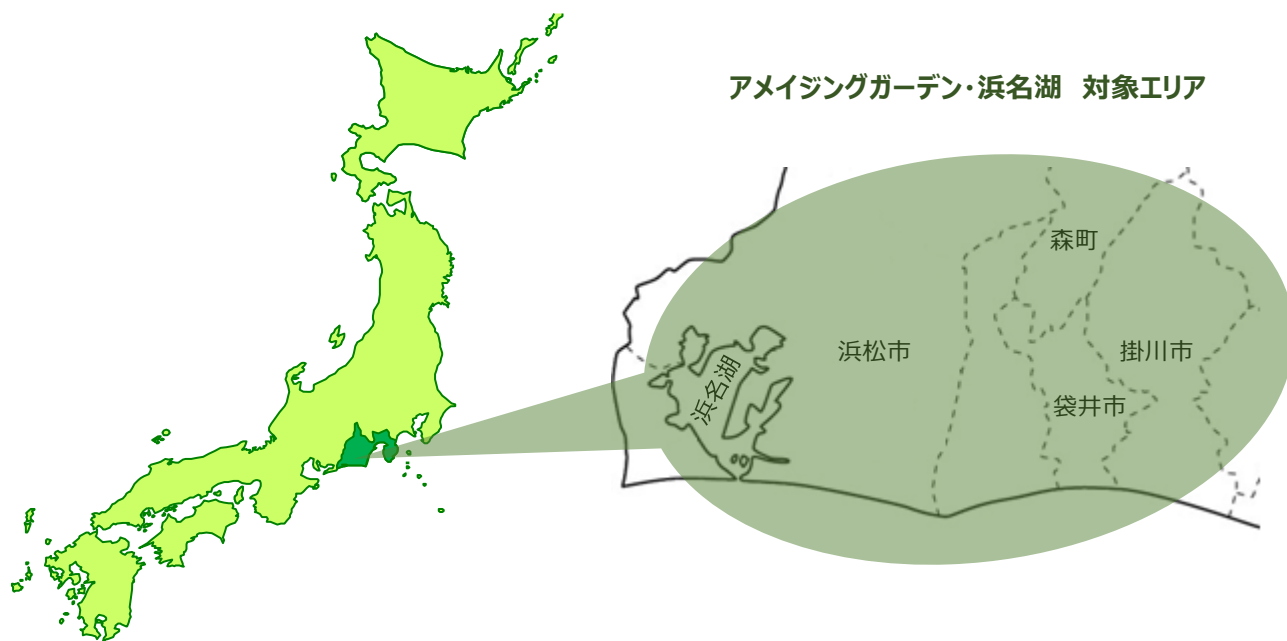 アメイジングガーデン・浜名湖　対象エリア
森町
浜松市
掛川市
浜名湖
袋井市